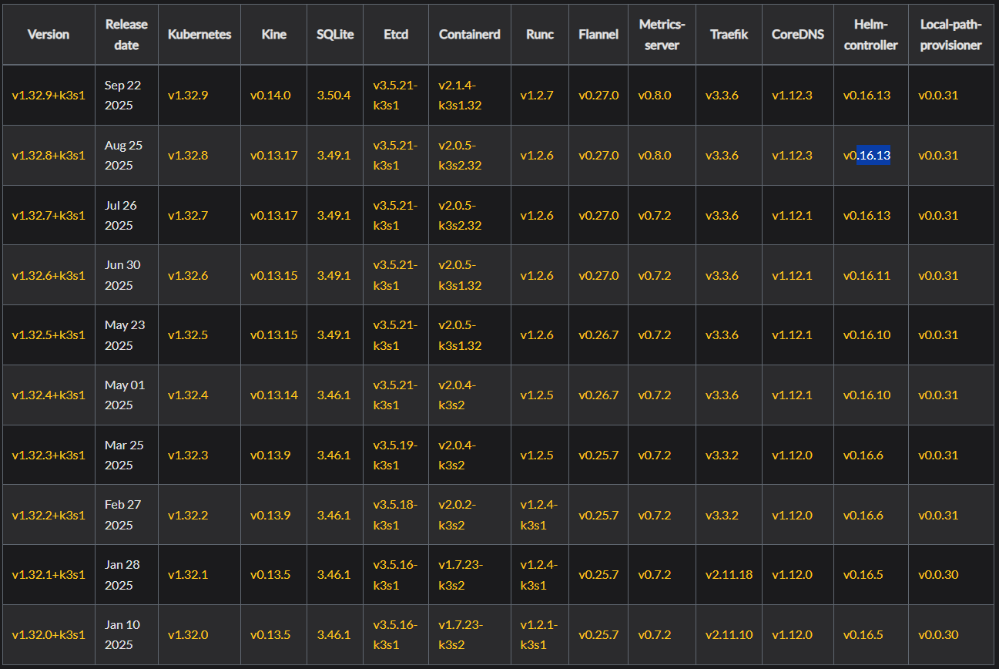 Version Release date Kubernetes Kine SQLite Etcd Containerd Runc Flannel Metrics-server Traefik CoreDNS Helm-controller Local-path-provisioner
v1.32.9+k3s1 Sep 22 2025 v1.32.9 v0.14.0 3.50.4 v3.5.21-k3s1 v2.1.4-k3s1.32 v1.2.7 v0.27.0 v0.8.0 v3.3.6 v1.12.3 v0.16.13 v0.0.31
v1.32.8+k3s1 Aug 25 2025 v1.32.8 v0.13.17 3.49.1 v3.5.21-k3s1 v2.0.5-k3s2.32 v1.2.6 v0.27.0 v0.8.0 v3.3.6 v1.12.3 v0.16.13 v0.0.31
v1.32.7+k3s1 Jul 26 2025 v1.32.7 v0.13.17 3.49.1 v3.5.21-k3s1 v2.0.5-k3s2.32 v1.2.6 v0.27.0 v0.7.2 v3.3.6 v1.12.1 v0.16.13 v0.0.31
v1.32.6+k3s1 Jun 30 2025 v1.32.6 v0.13.15 3.49.1 v3.5.21-k3s1 v2.0.5-k3s1.32 v1.2.6 v0.27.0 v0.7.2 v3.3.6 v1.12.1 v0.16.11 v0.0.31
v1.32.5+k3s1 May 23 2025 v1.32.5 v0.13.15 3.49.1 v3.5.21-k3s1 v2.0.5-k3s1.32 v1.2.6 v0.26.7 v0.7.2 v3.3.6 v1.12.1 v0.16.10 v0.0.31
v1.32.4+k3s1 May 01 2025 v1.32.4 v0.13.14 3.46.1 v3.5.21-k3s1 v2.0.4-k3s2 v1.2.5 v0.26.7 v0.7.2 v3.3.6 v1.12.1 v0.16.10 v0.0.31
v1.32.3+k3s1 Mar 25 2025 v1.32.3 v0.13.9 3.46.1 v3.5.19-k3s1 v2.0.4-k3s2 v1.2.5 v0.25.7 v0.7.2 v3.3.2 v1.12.0 v0.16.6 v0.0.31
v1.32.2+k3s1 Feb 27 2025 v1.32.2 v0.13.9 3.46.1 v3.5.18-k3s1 v2.0.2-k3s2 v1.2.4-k3s1 v0.25.7 v0.7.2 v3.3.2 v1.12.0 v0.16.6 v0.0.31
v1.32.1+k3s1 Jan 28 2025 v1.32.1 v0.13.5 3.46.1 v3.5.16-k3s1 v1.7.23-k3s2 v1.2.4-k3s1 v0.25.7 v0.7.2 v2.11.18 v1.12.0 v0.16.5 v0.0.30
v1.32.0+k3s1 Jan 10 2025 v1.32.0 v0.13.5 3.46.1 v3.5.16-k3s1 v1.7.23-k3s2 v1.2.1-k3s1 v0.25.7 v0.7.2 v2.11.10 v1.12.0 v0.16.5 v0.0.30